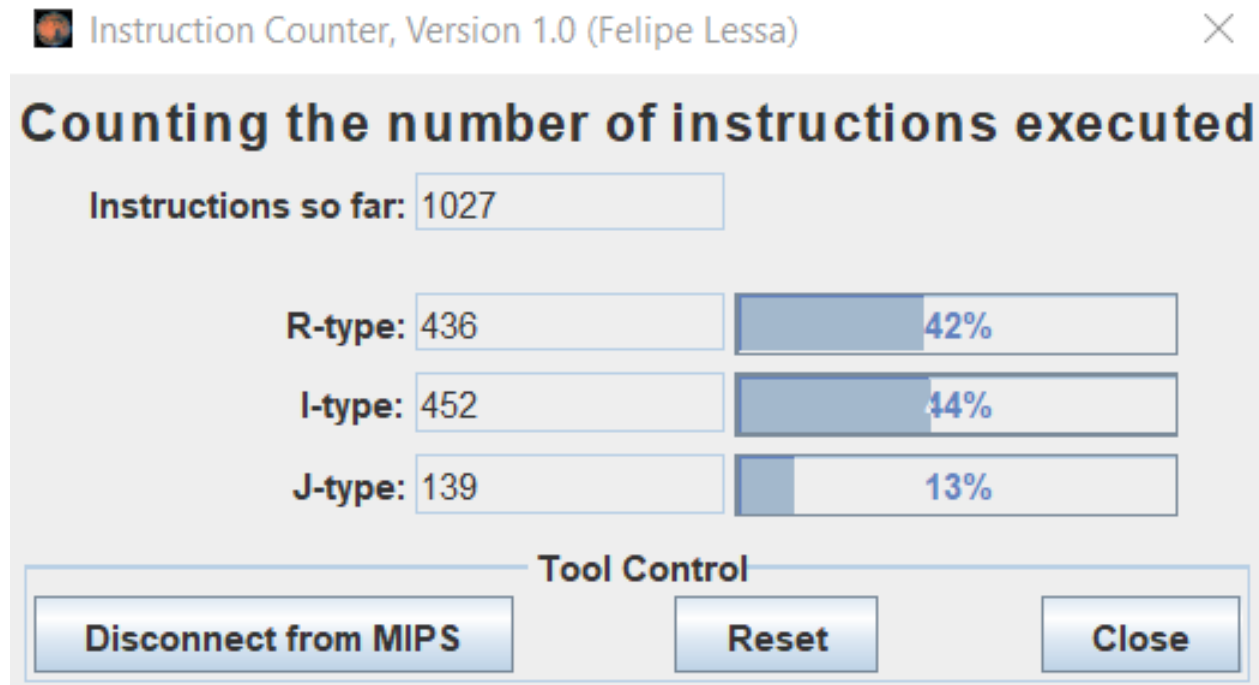 Instruction Counter, Version 1.0 (Felipe Lessa)
Counting the number of instructions executed
Instructions so far: 1027
R-type: 436 42%
I-type: 452 44%
J-type: 139 13%
Tool Control
Disconnect from MIPS Reset Close